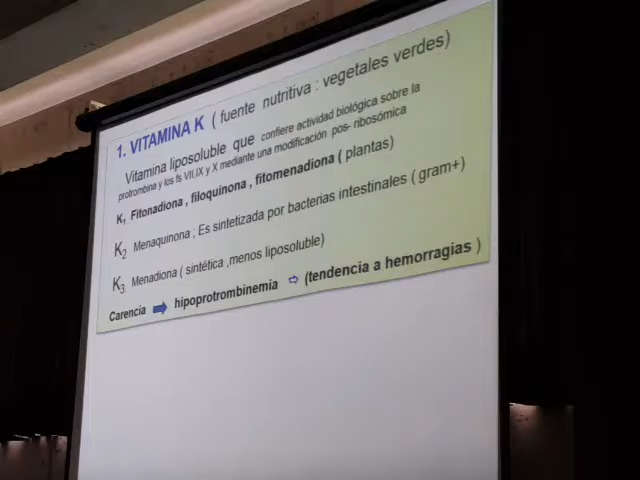 1. VITAMINA K ( fuente nutritiva : vegetales verdes)
Vitamina liposoluble que confiere actividad biológica sobre la
protrombina y los fs VII,IX y X mediante una modificación pos- ribosómica
K1 Fitonadiona , filoquinona , fitomenadiona ( plantas)
K2 Menaquinona ; Es sintetizada por bacterias intestinales ( gram+)
K3 Menadiona ( sintética ,menos liposoluble)
Carencia ➡ hipoprotrombinemia ⇨ (tendencia a hemorragias )